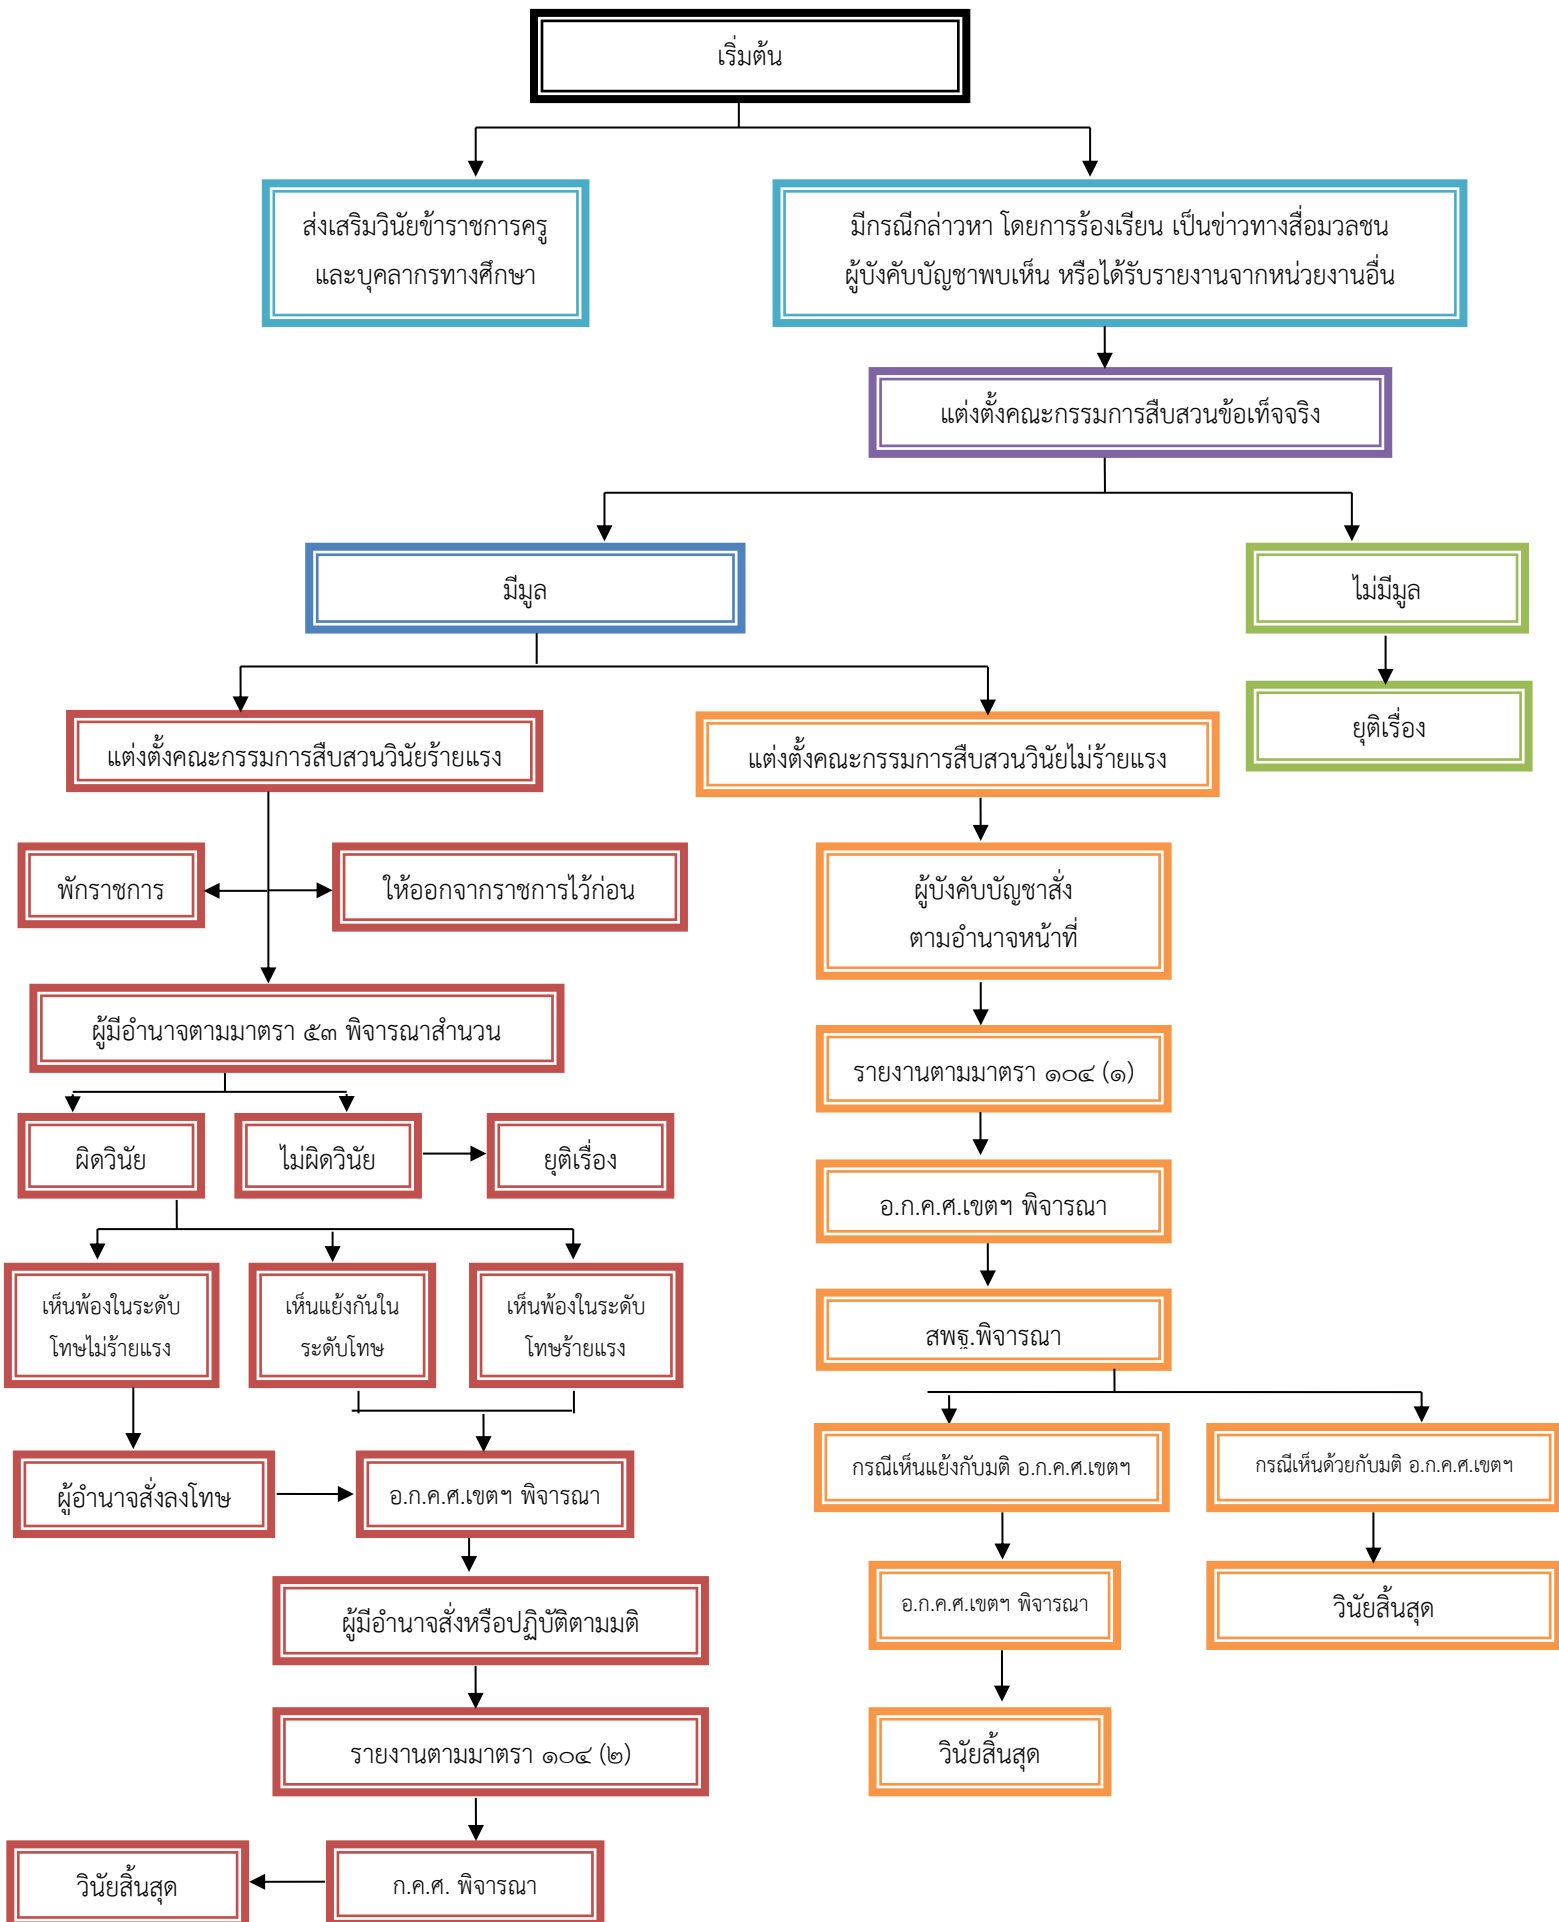 เริ่มต้น
ส่งเสริมวินัยข้าราชการครู
และบุคลากรทางศึกษา
มีกรณีกล่าวหา โดยการร้องเรียน เป็นข่าวทางสื่อมวลชน
ผู้บังคับบัญชาพบเห็น หรือได้รับรายงานจากหน่วยงานอื่น
แต่งตั้งคณะกรรมการสืบสวนข้อเท็จจริง
มีมูล
ไม่มีมูล
แต่งตั้งคณะกรรมการสืบสวนวินัยร้ายแรง
แต่งตั้งคณะกรรมการสืบสวนวินัยไม่ร้ายแรง
ยุติเรื่อง
พักราชการ
ให้ออกจากราชการไว้ก่อน
ผู้บังคับบัญชาสั่ง
ตามอำนาจหน้าที่
ผู้มีอำนาจตามมาตรา ๕๓ พิจารณาสำนวน
รายงานตามมาตรา ๑๐๔ (๑)
ผิดวินัย
ไม่ผิดวินัย
ยุติเรื่อง
อ.ก.ค.ศ.เขตฯ พิจารณา
เห็นพ้องในระดับ
โทษไม่ร้ายแรง
เห็นแย้งกันใน
ระดับโทษ
เห็นพ้องในระดับ
โทษร้ายแรง
สพฐ.พิจารณา
กรณีเห็นแย้งกับมติ อ.ก.ค.ศ.เขตฯ
กรณีเห็นด้วยกับมติ อ.ก.ค.ศ.เขตฯ
ผู้อำนาจสั่งลงโทษ
อ.ก.ค.ศ.เขตฯ พิจารณา
อ.ก.ค.ศ.เขตฯ พิจารณา
วินัยสิ้นสุด
ผู้มีอำนาจสั่งหรือปฏิบัติตามมติ
รายงานตามมาตรา ๑๐๔ (๒)
วินัยสิ้นสุด
วินัยสิ้นสุด
ก.ค.ศ. พิจารณา